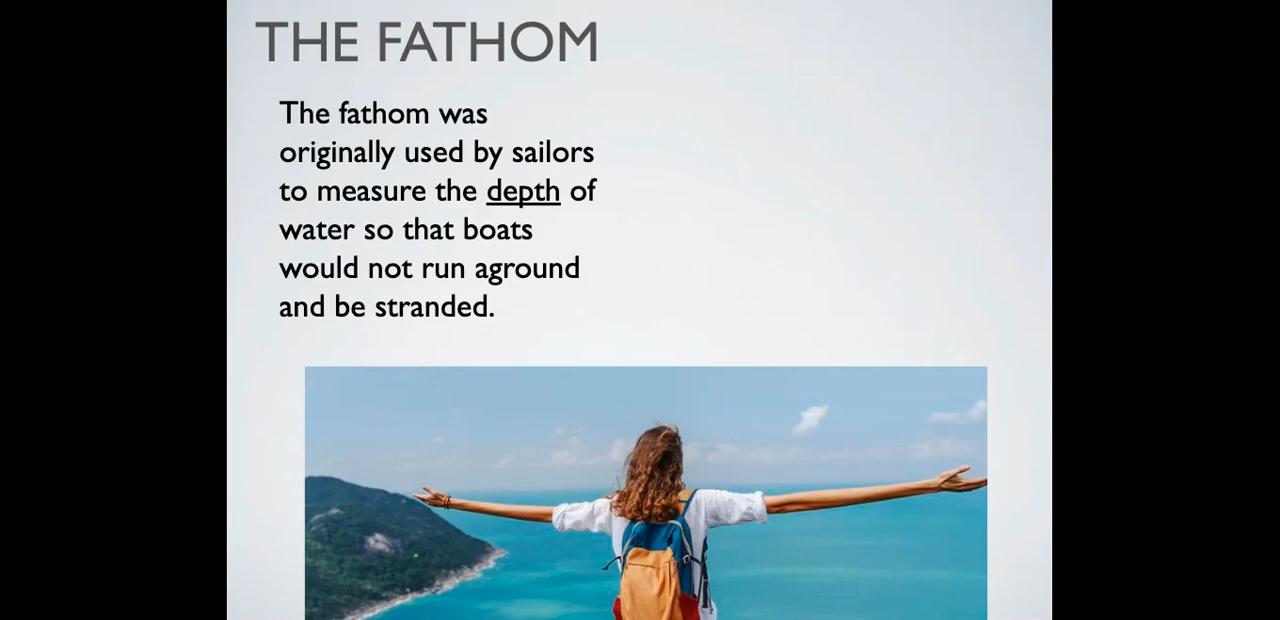 THE FATHOM
The fathom was
originally used by sailors
to measure the depth of
water so that boats
would not run aground
and be stranded.